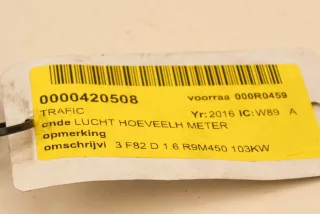 0000420508 voorraa 000R0459
TRAFIC Yr:2016 IC:W89 A
onde LUCHT HOEVEELH METER
opmerking
omschrijvi 3 F82 D 1.6 R9M450 103KW